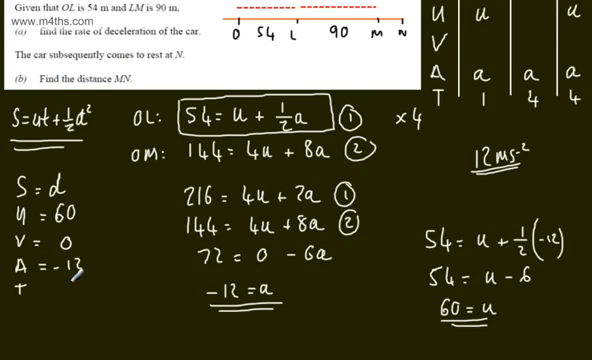 Given that OL is 54 m and LM is 90 m,
www.m4ths.com
(a) find the rate of deceleration of the car.
The car subsequently comes to rest at N.
(b) Find the distance MN.
O 54 L 90 M N
U u u
V
A a a a
T 1 4 4
S=ut+½at²
OL: 54 = u + ½a ① ×4
OM: 144 = 4u + 8a ②
12ms⁻²
216 = 4u + 2a ①
144 = 4u + 8a ②
72 = 0 - 6a
-12 = a
S = d
U = 60
V = 0
A = -12
T
54 = u + ½(-12)
54 = u - 6
60 = u